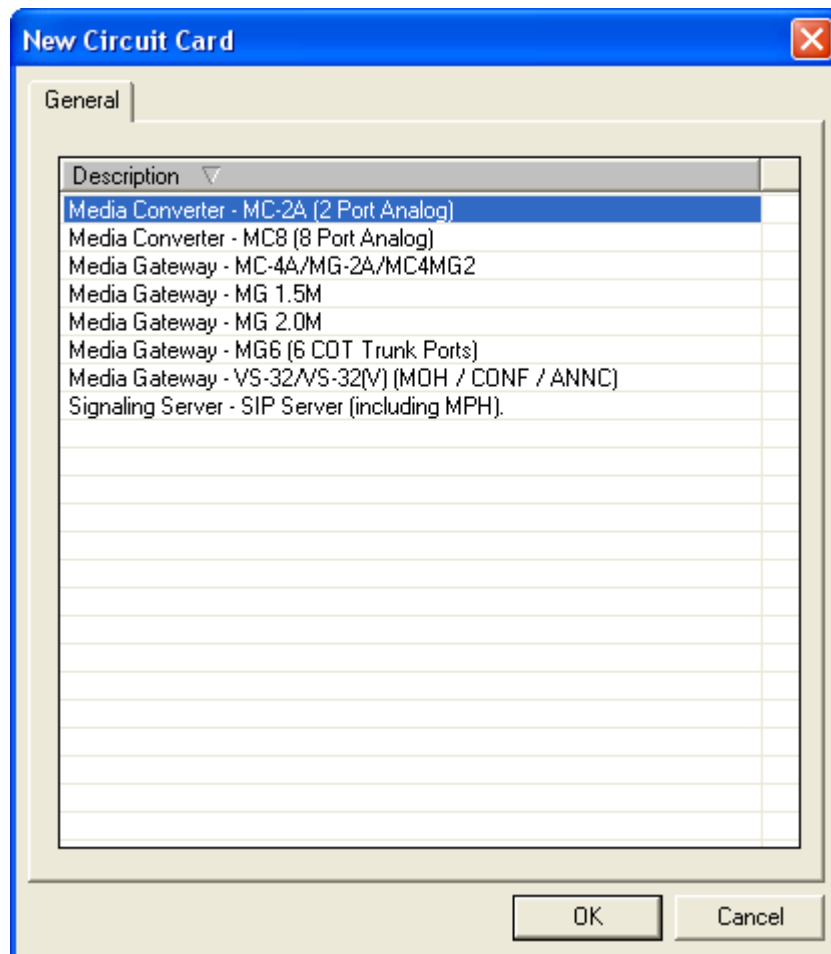 New Circuit Card
General
Description
Media Converter - MC-2A (2 Port Analog)
Media Converter - MC8 (8 Port Analog)
Media Gateway - MC-4A/MG-2A/MC4MG2
Media Gateway - MG 1.5M
Media Gateway - MG 2.0M
Media Gateway - MG6 (6 COT Trunk Ports)
Media Gateway - VS-32/VS-32(V) (MOH / CONF / ANNC)
Signaling Server - SIP Server (including MPH).
OK Cancel